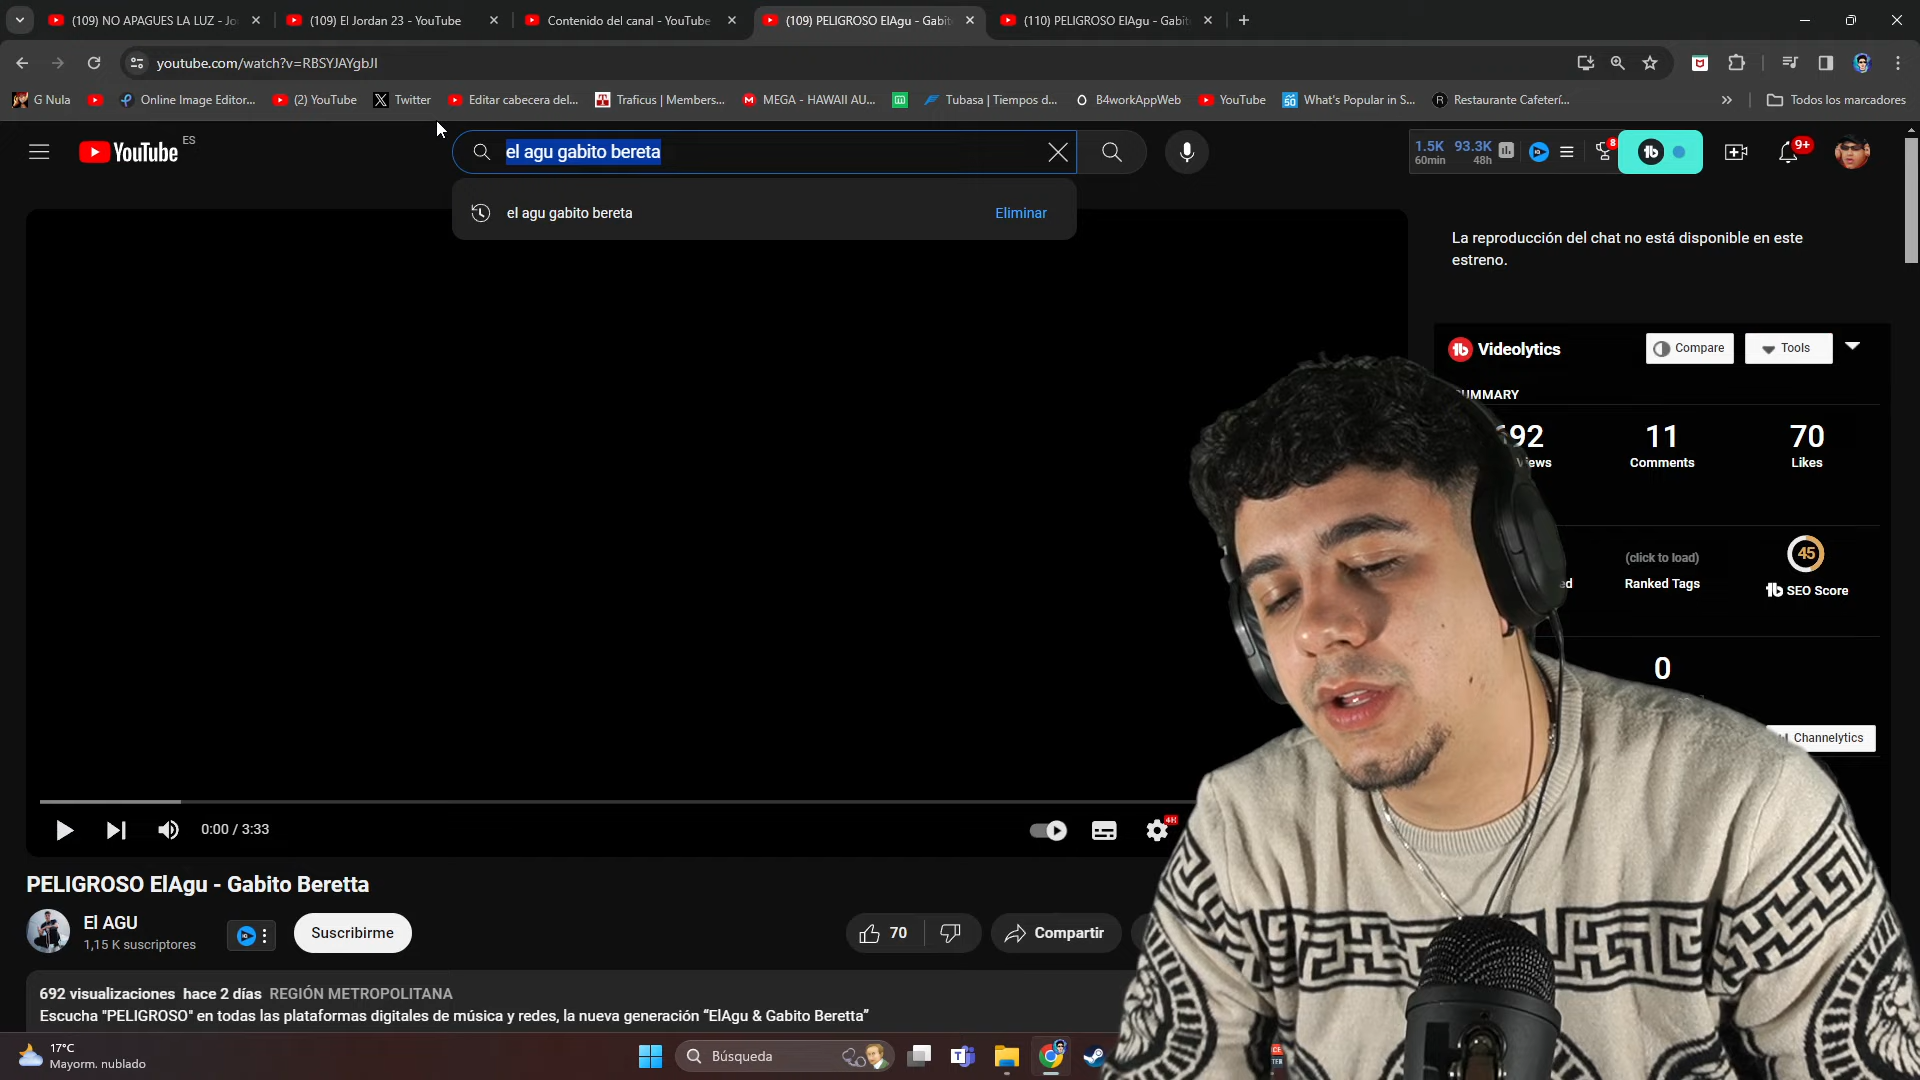 (109) NO APAGUES LA LUZ - Jo
(109) El Jordan 23 - YouTube
Contenido del canal - YouTube
(109) PELIGROSO ElAgu - Gabit
(110) PELIGROSO ElAgu - Gabit
youtube.com/watch?v=RBSYJAYgbJI
G Nula
Online Image Editor...
(2) YouTube
Twitter
Editar cabecera del...
Traficus | Members...
MEGA - HAWAII AU...
Tubasa | Tiempos d...
B4workAppWeb
YouTube
What's Popular in S...
Restaurante Cafeterí...
Todos los marcadores
YouTube ES
el agu gabito bereta
1.5K 93.3K
60min 48h
8
9+
el agu gabito bereta
Eliminar
La reproducción del chat no está disponible en este
estreno.
Videolytics
Compare
Tools
11
70
Comments
Likes
(click to load)
45
Ranked Tags
SEO Score
0
Channelytics
0:00 / 3:33
4H
PELIGROSO ElAgu - Gabito Beretta
El AGU
1,15 K suscriptores
Suscribirme
70
Compartir
692 visualizaciones hace 2 días REGIÓN METROPOLITANA
Escucha "PELIGROSO" en todas las plataformas digitales de música y redes, la nueva generación “ElAgu & Gabito Beretta”
17°C
Mayorm. nublado
Búsqueda